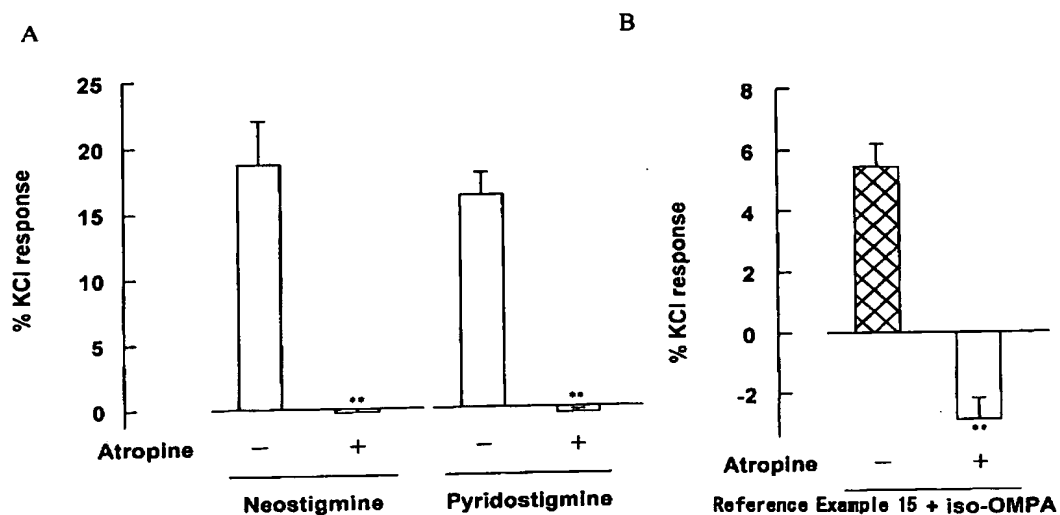 A
25
20
15
10
5
0
% KCl response
**
**
Atropine − + − +
Neostigmine Pyridostigmine
B
8
6
4
2
0
-2
% KCl response
**
Atropine − +
Reference Example 15 + iso-OMPA